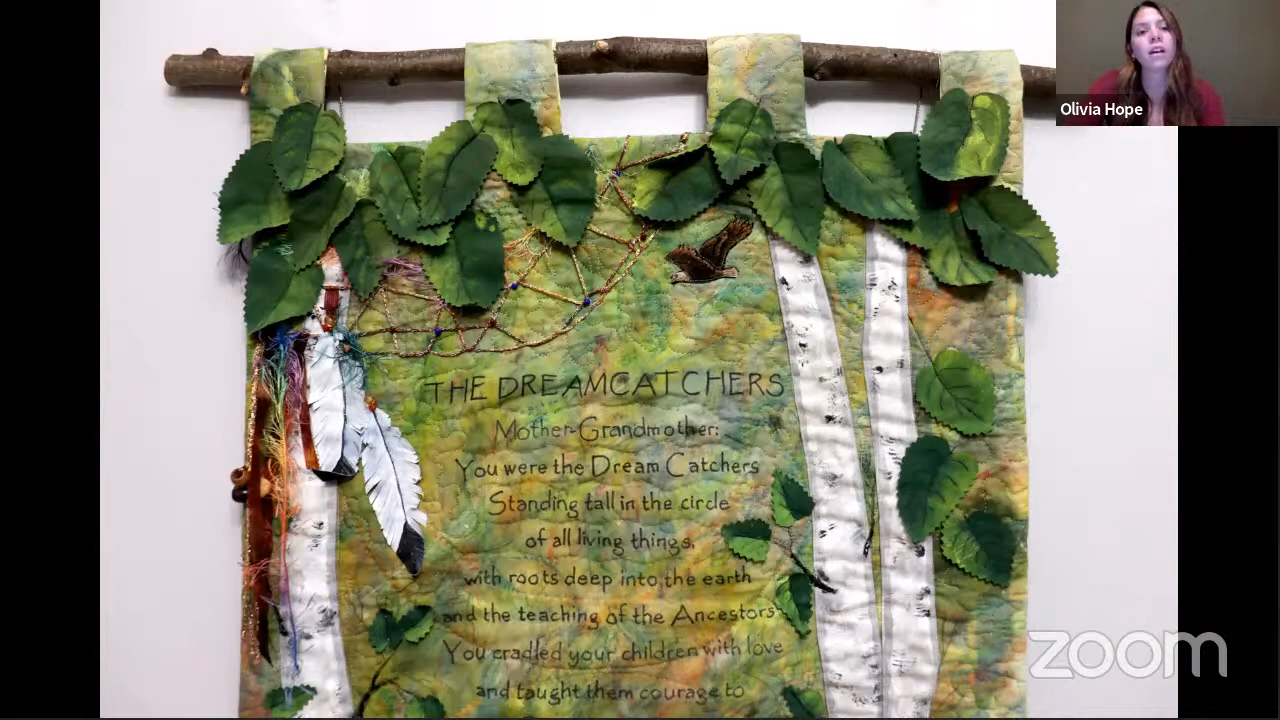 Olivia Hope
THE DREAMCATCHERS
Mother-Grandmother:
You were the Dream Catchers
Standing tall in the circle
of all living things,
with roots deep into the earth
and the teaching of the Ancestors
You cradled your children with love
and taught them courage to
zoom